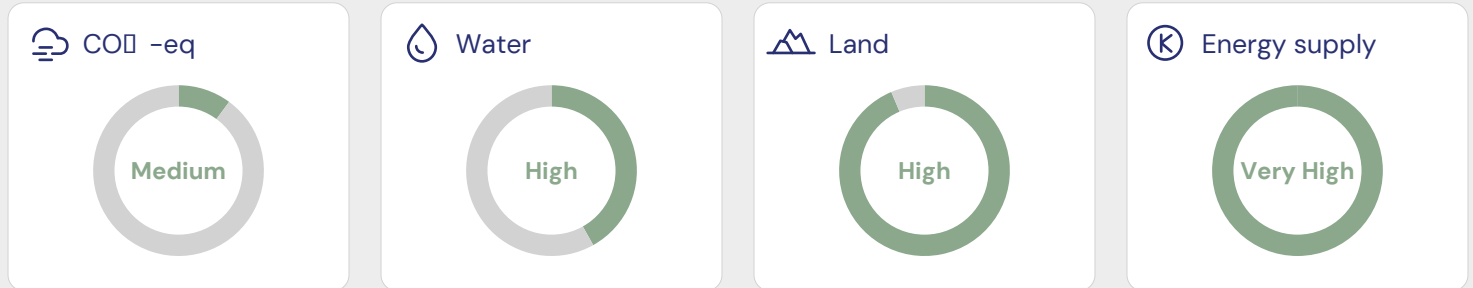 CO▯ -eq
Water
Land
Energy supply
Medium
High
High
Very High